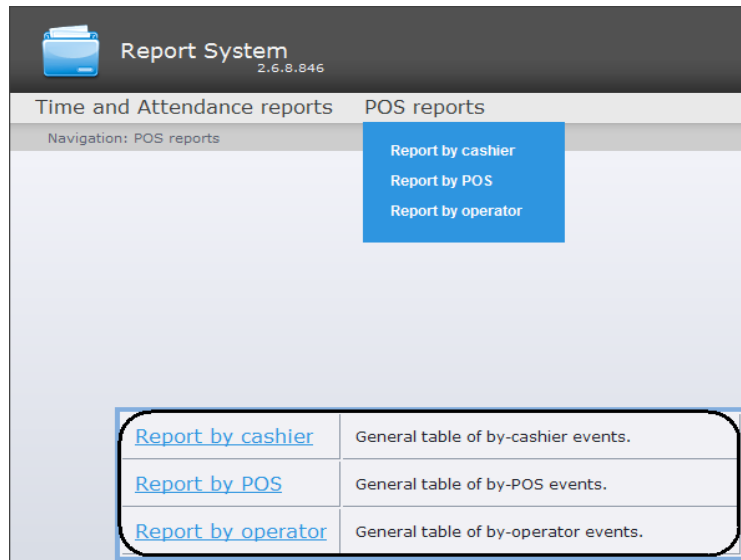 Report System
2.6.8.846
Time and Attendance reports POS reports
Navigation: POS reports
Report by cashier
Report by POS
Report by operator
Report by cashier General table of by-cashier events.
Report by POS General table of by-POS events.
Report by operator General table of by-operator events.